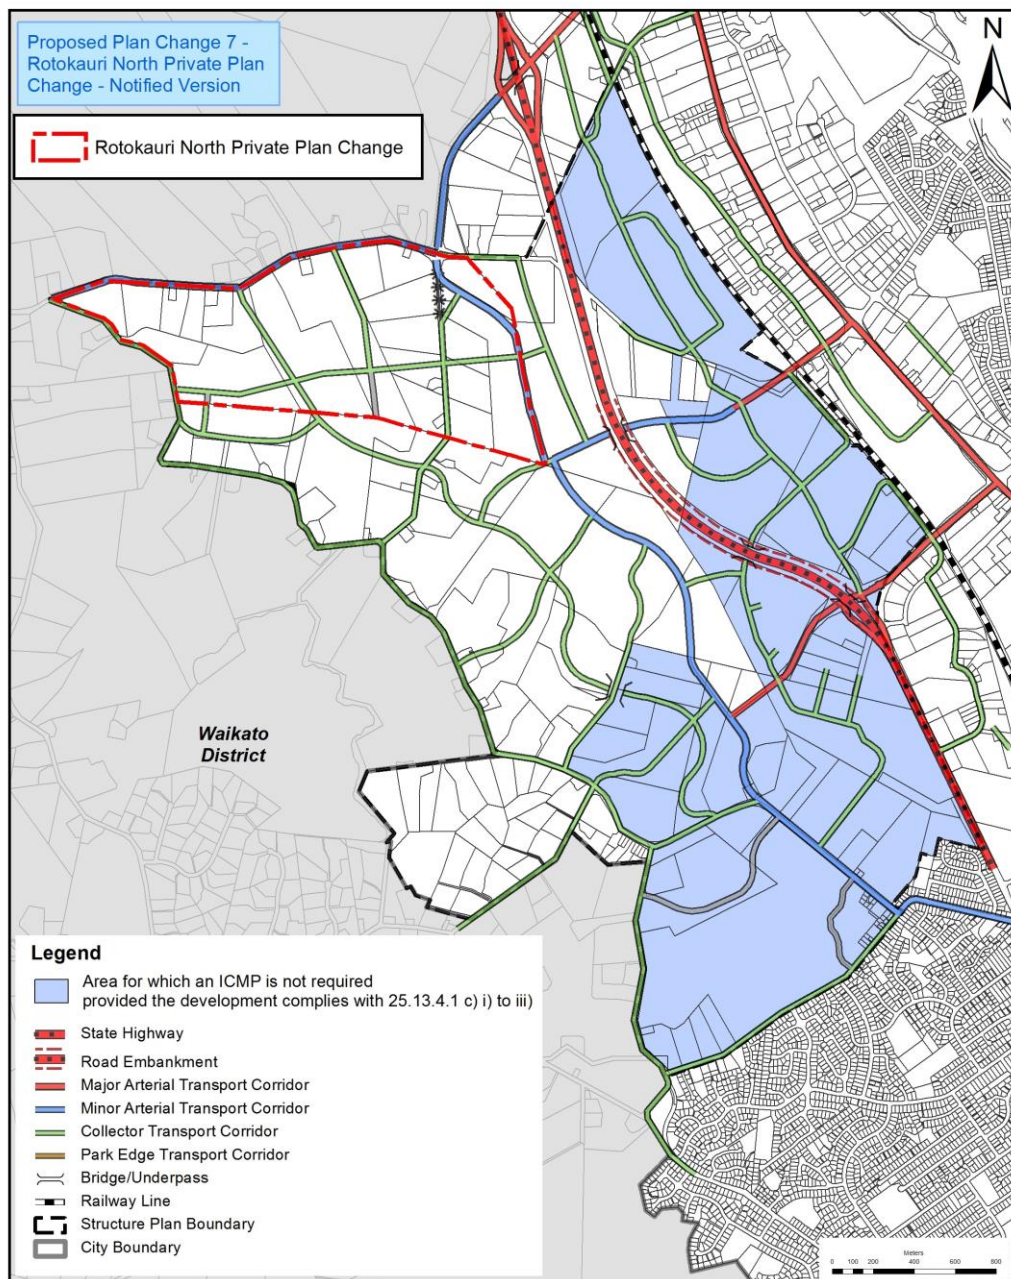 Proposed Plan Change 7 -
Rotokauri North Private Plan
Change - Notified Version
N
Rotokauri North Private Plan Change
Waikato
District
Legend
Area for which an ICMP is not required
provided the development complies with 25.13.4.1 c) i) to iii)
State Highway
Road Embankment
Major Arterial Transport Corridor
Minor Arterial Transport Corridor
Collector Transport Corridor
Park Edge Transport Corridor
Bridge/Underpass
Railway Line
Structure Plan Boundary
City Boundary
Meters
0 100 200 400 600 800